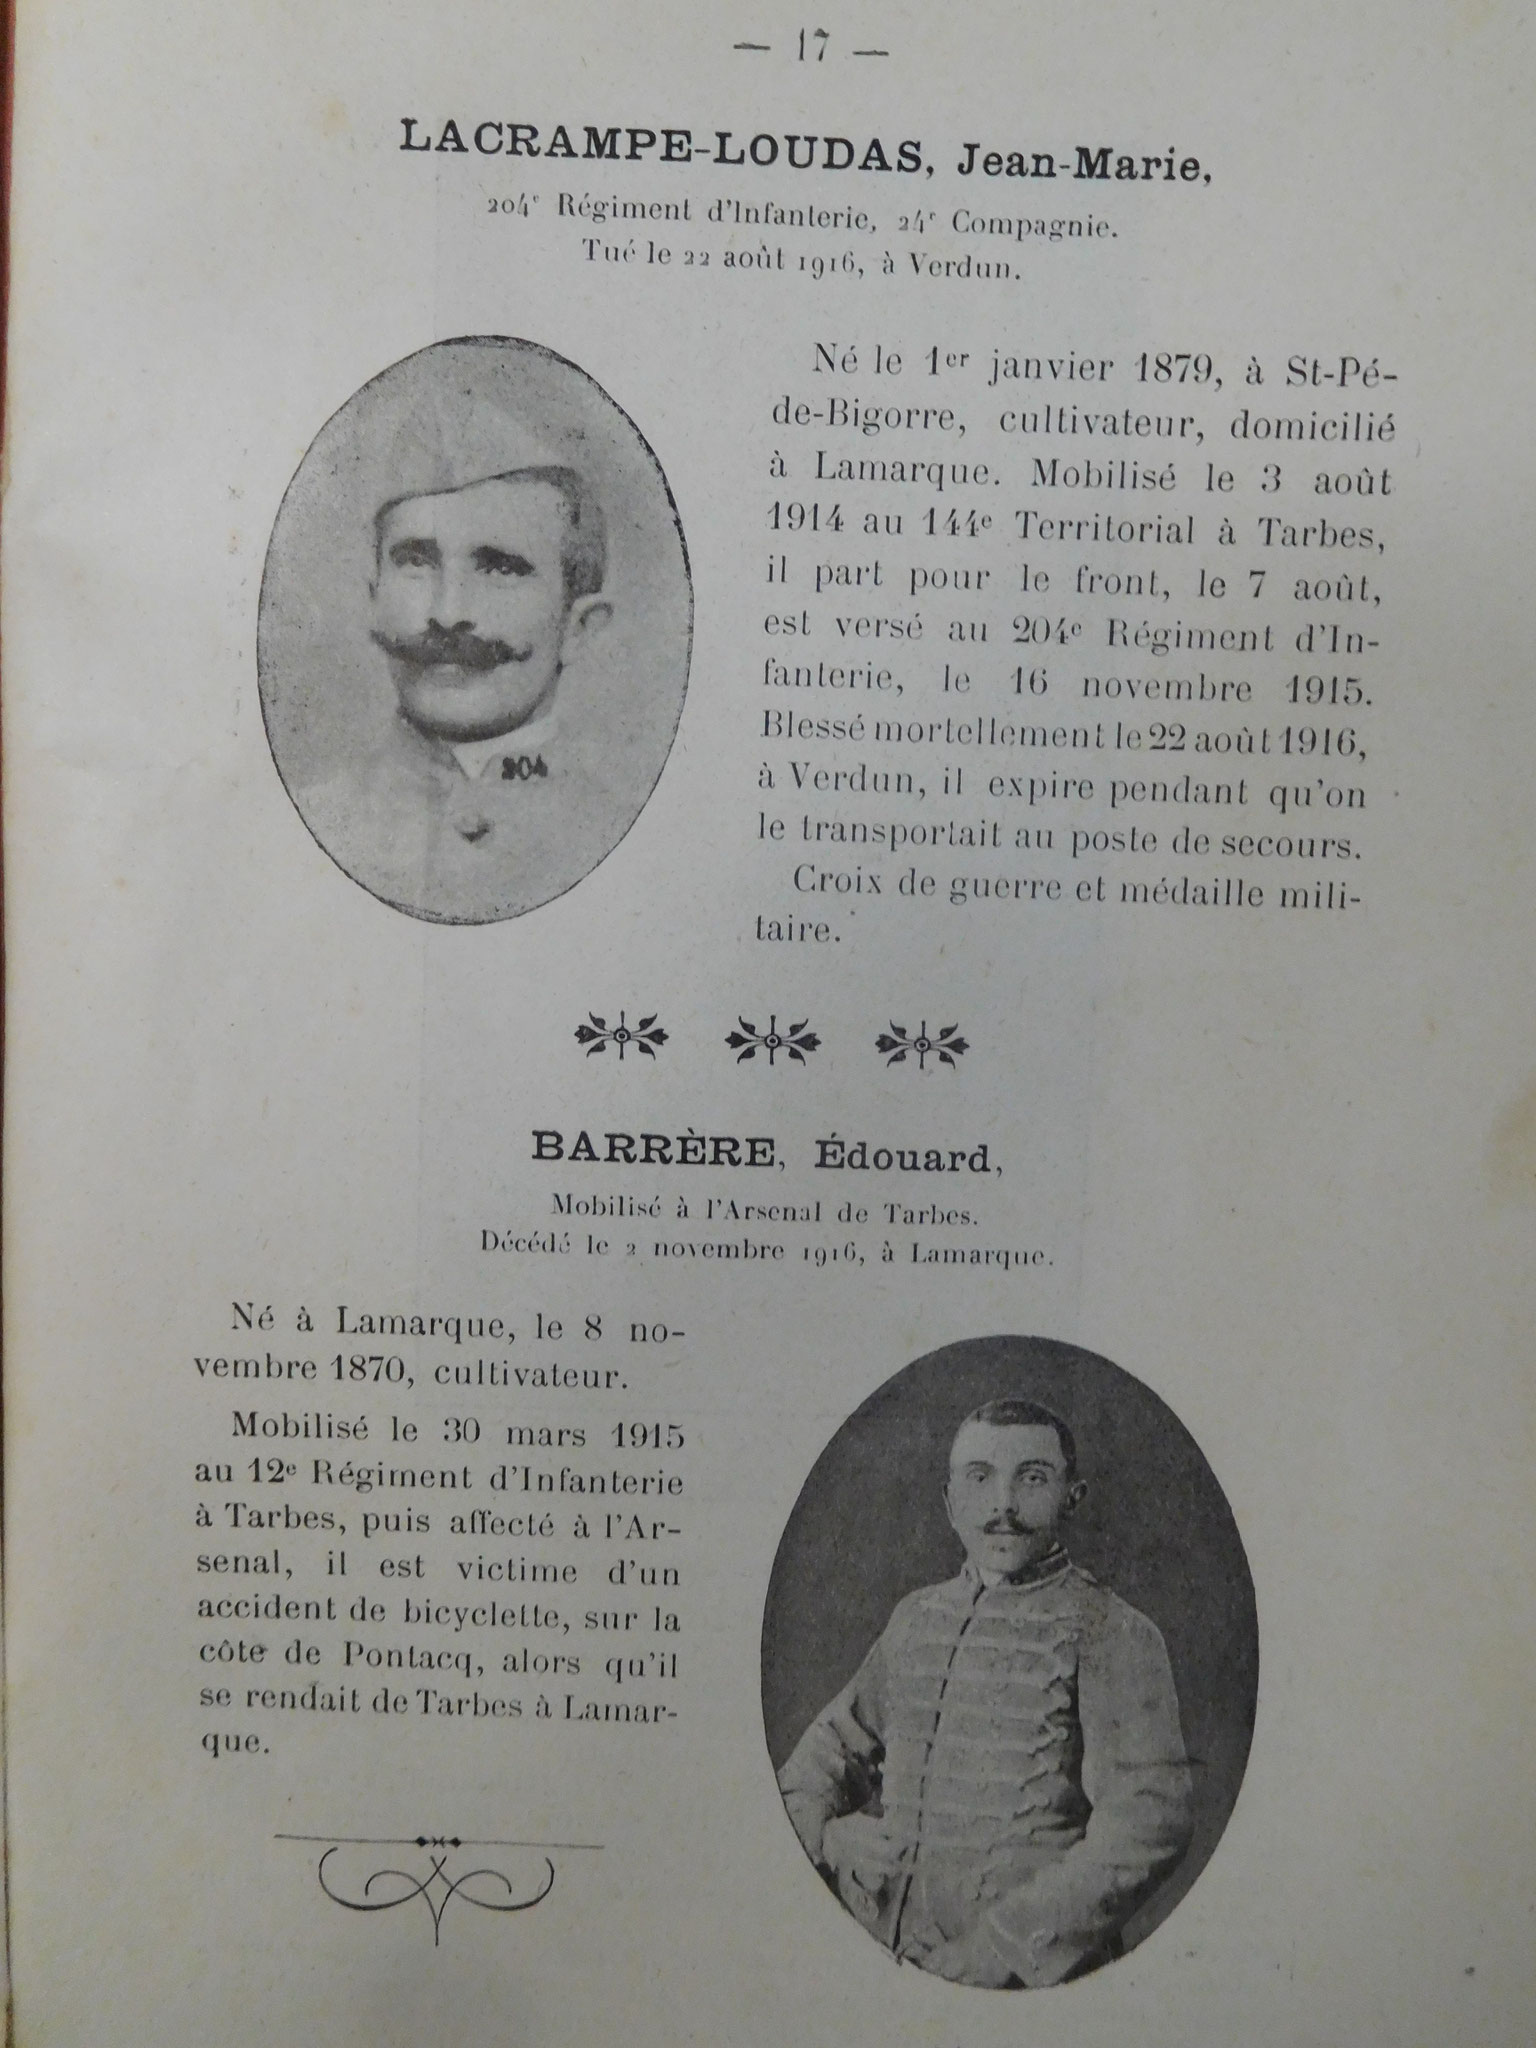 — 17 —
LACRAMPE-LOUDAS, Jean-Marie,
204e Régiment d'Infanterie, 24e Compagnie.
Tué le 22 août 1916, à Verdun.
Né le 1er janvier 1879, à St-Pé-
de-Bigorre, cultivateur, domicilié
à Lamarque. Mobilisé le 3 août
1914 au 144e Territorial à Tarbes,
il part pour le front, le 7 août,
est versé au 204e Régiment d'In-
fanterie, le 16 novembre 1915.
Blessé mortellement le 22 août 1916,
à Verdun, il expire pendant qu'on
le transportait au poste de secours.
Croix de guerre et médaille mili-
taire.
204
BARRÈRE, Édouard,
Mobilisé à l'Arsenal de Tarbes.
Décédé le 2 novembre 1916, à Lamarque.
Né à Lamarque, le 8 no-
vembre 1870, cultivateur.
Mobilisé le 30 mars 1915
au 12e Régiment d'Infanterie
à Tarbes, puis affecté à l'Ar-
senal, il est victime d'un
accident de bicyclette, sur la
côte de Pontacq, alors qu'il
se rendait de Tarbes à Lamar-
que.